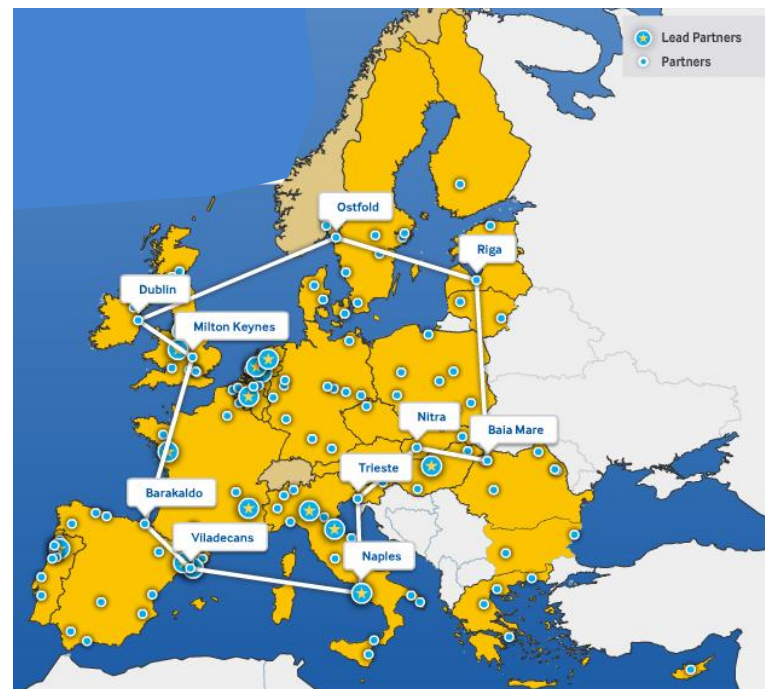 Lead Partners
Partners
Ostfold
Riga
Dublin
Milton Keynes
Nitra
Baia Mare
Trieste
Barakaldo
Viladecans
Naples